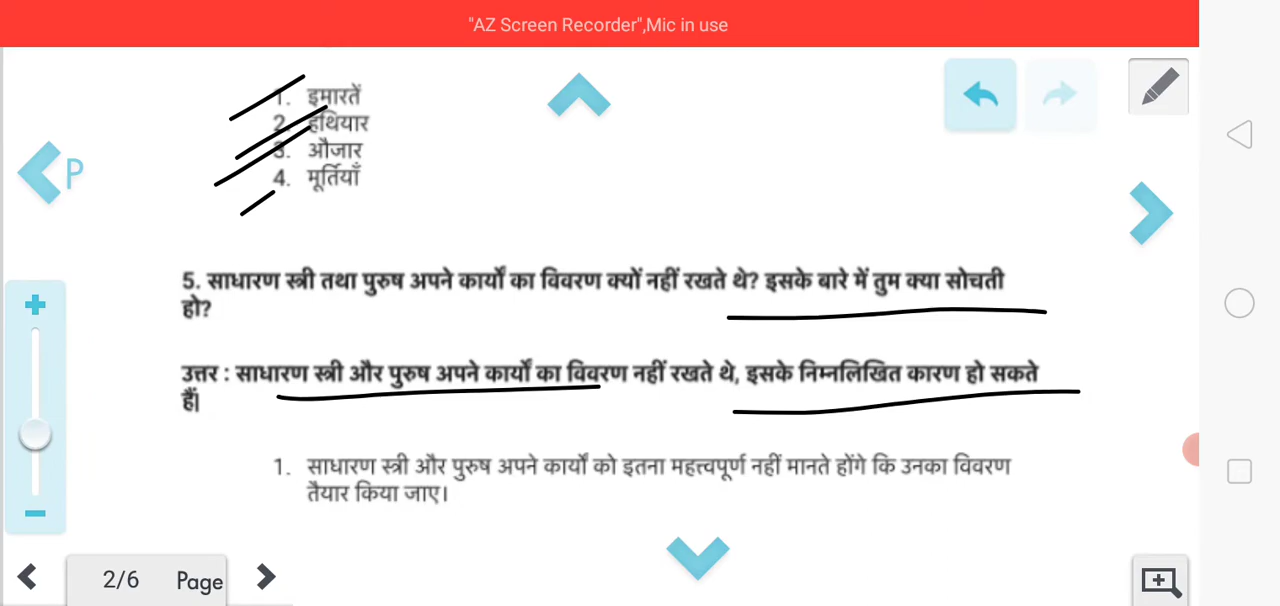 "AZ Screen Recorder",Mic in use
1. इमारतें
2. हथियार
3. औजार
4. मूर्तियाँ
P
5. साधारण स्त्री तथा पुरुष अपने कार्यों का विवरण क्यों नहीं रखते थे? इसके बारे में तुम क्या सोचती
हो?
उत्तर : साधारण स्त्री और पुरुष अपने कार्यों का विवरण नहीं रखते थे, इसके निम्नलिखित कारण हो सकते
हैं|
1. साधारण स्त्री और पुरुष अपने कार्यों को इतना महत्त्वपूर्ण नहीं मानते होंगे कि उनका विवरण
तैयार किया जाए।
2/6 Page